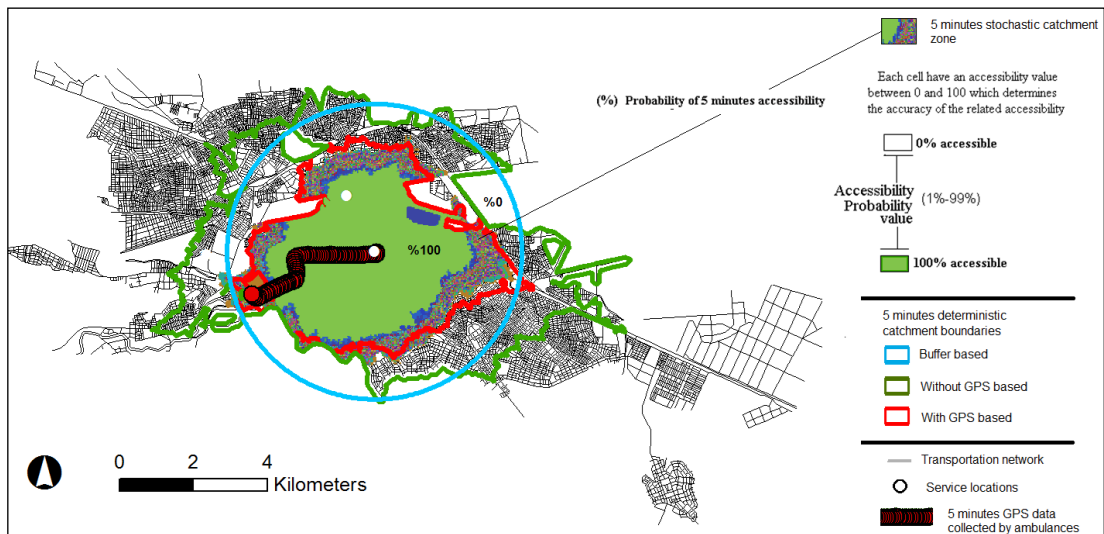 5 minutes stochastic catchment
zone
Each cell have an accessibility value
between 0 and 100 which determines
the accuracy of the related accessibility
(%) Probability of 5 minutes accessibility
0% accessible
Accessibility
Probability
value
(1%-99%)
100% accessible
%0
%100
5 minutes deterministic
catchment boundaries
Buffer based
Without GPS based
With GPS based
Transportation network
Service locations
5 minutes GPS data
collected by ambulances
0 2 4
Kilometers